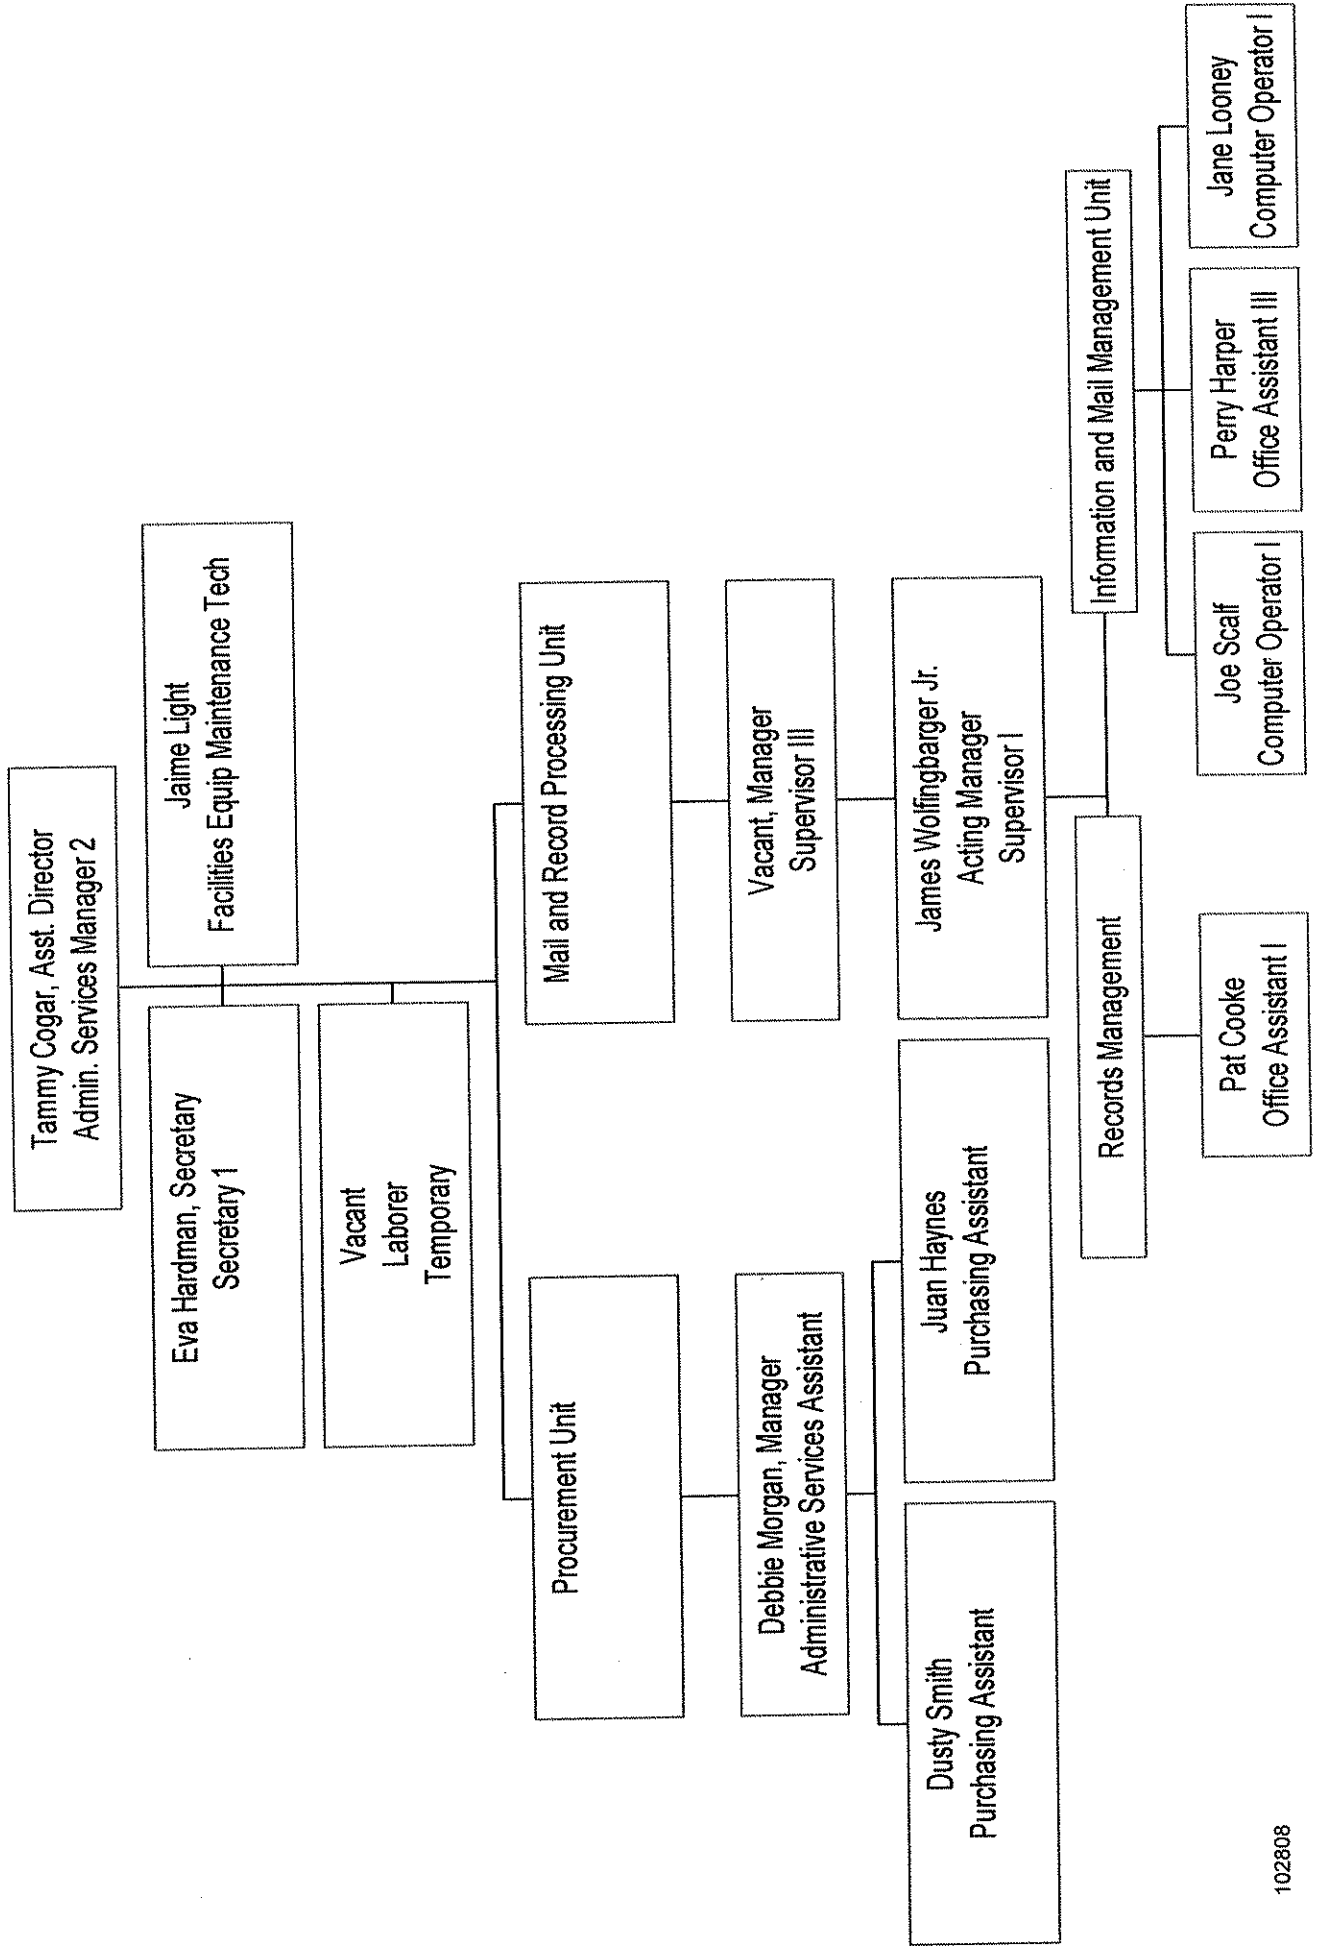 Tammy Cogar, Asst. Director
Admin. Services Manager 2
Eva Hardman, Secretary
Secretary 1
Jaime Light
Facilities Equip Maintenance Tech
Vacant
Laborer
Temporary
Procurement Unit
Mail and Record Processing Unit
Debbie Morgan, Manager
Administrative Services Assistant
Vacant, Manager
Supervisor III
Dusty Smith
Purchasing Assistant
Juan Haynes
Purchasing Assistant
James Wolfingbarger Jr.
Acting Manager
Supervisor I
Records Management
Information and Mail Management Unit
Pat Cooke
Office Assistant I
Joe Scalf
Computer Operator I
Perry Harper
Office Assistant III
Jane Looney
Computer Operator I
102808